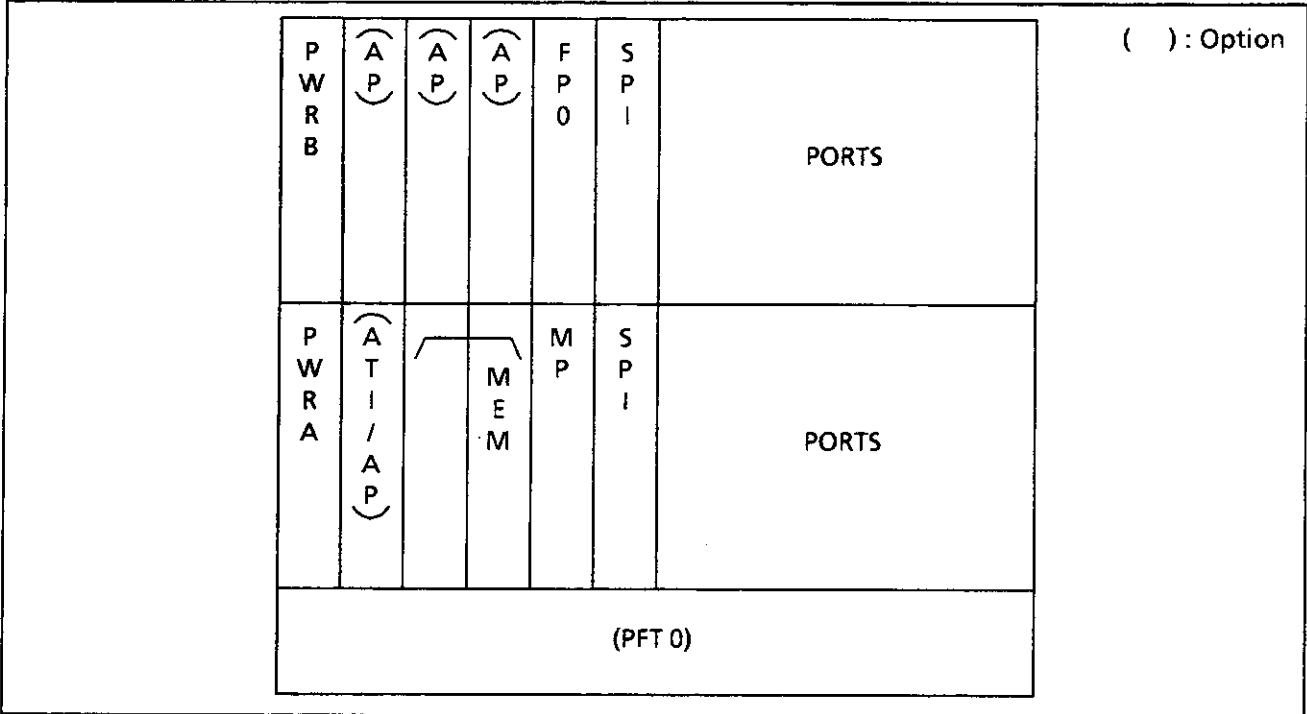 ( ) : Option
PWRB
(AP)
(AP)
(AP)
FP0
SPI
PORTS
PWRA
(ATI/AP)
MEM
MP
SPI
PORTS
(PFT 0)